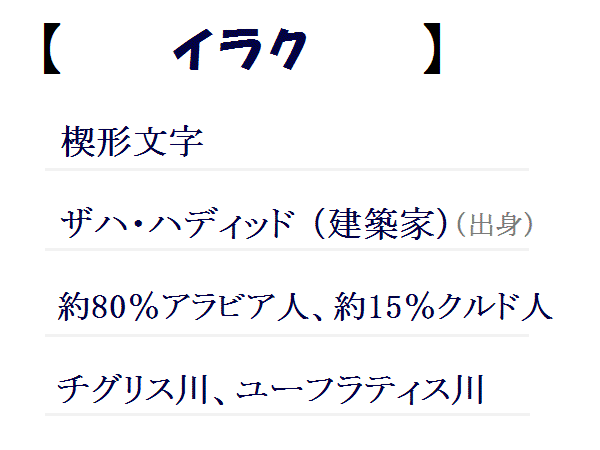 【 イラク 】
楔形文字
ザハ・ハディッド（建築家）（出身）
約80％アラビア人、約15％クルド人
チグリス川、ユーフラティス川